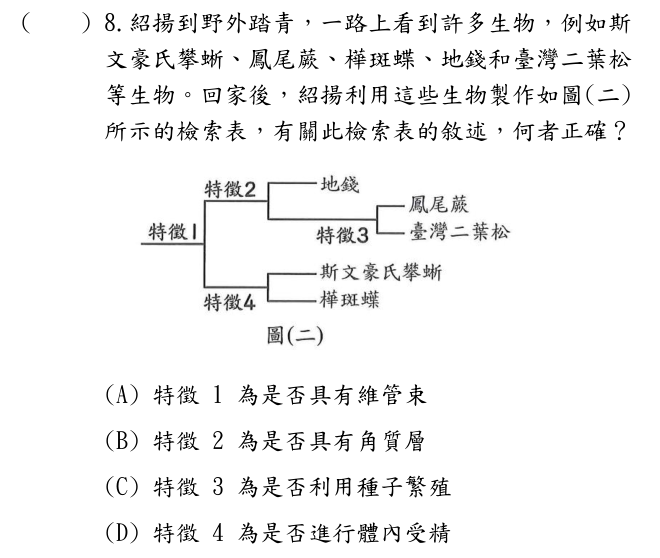 （　　）8.紹揚到野外踏青，一路上看到許多生物，例如斯
文豪氏攀蜥、鳳尾蕨、樺斑蝶、地錢和臺灣二葉松
等生物。回家後，紹揚利用這些生物製作如圖(二)
所示的檢索表，有關此檢索表的敘述，何者正確？
特徵1
特徵2
地錢
特徵3
鳳尾蕨
臺灣二葉松
特徵4
斯文豪氏攀蜥
樺斑蝶
圖(二)
(A) 特徵 1 為是否具有維管束
(B) 特徵 2 為是否具有角質層
(C) 特徵 3 為是否利用種子繁殖
(D) 特徵 4 為是否進行體內受精